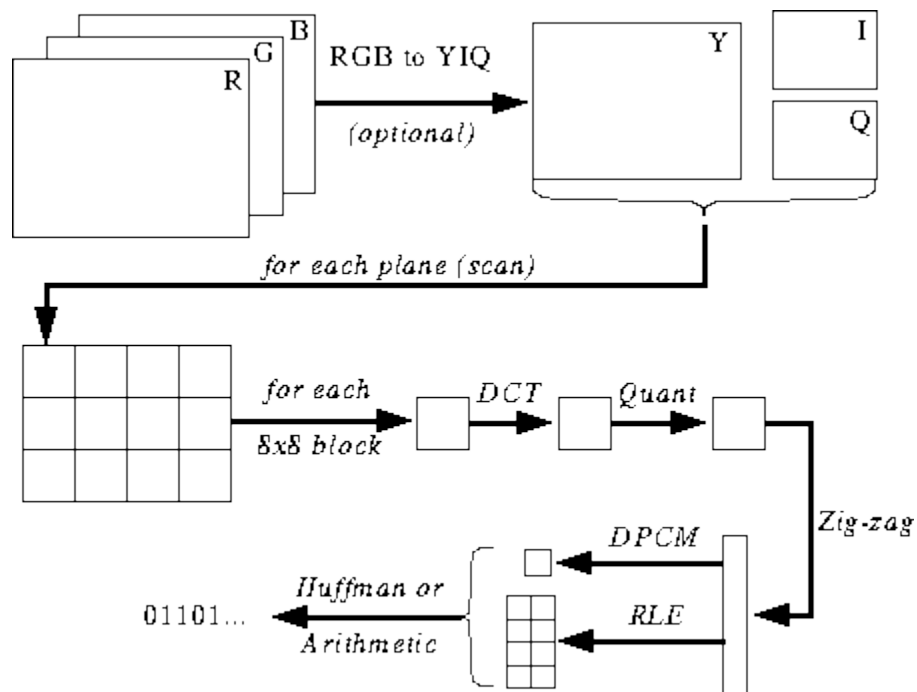 B
G
R
RGB to YIQ
(optional)
Y
I
Q
for each plane (scan)
for each
8x8 block
DCT
Quant
Zig-zag
DPCM
RLE
Huffman or
Arithmetic
01101...